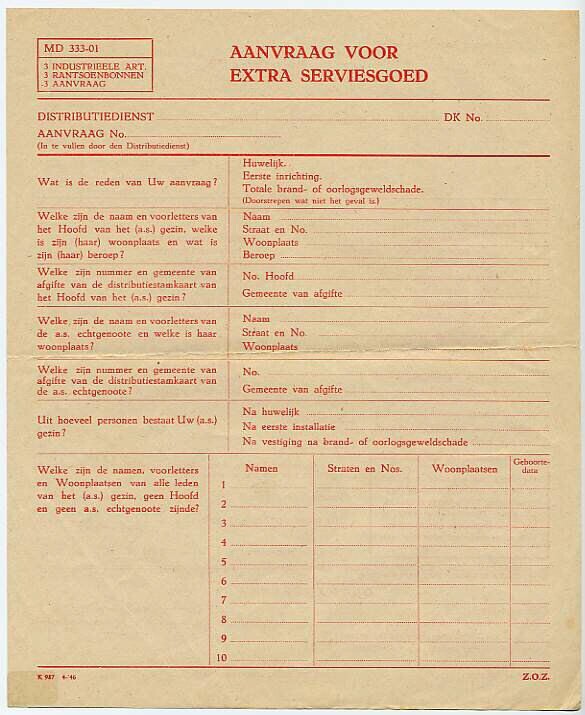 MD 333-01
3 INDUSTRIEELE ART.
3 RANTSOENBONNEN
3 AANVRAAG
AANVRAAG VOOR
EXTRA SERVIESGOED
DISTRIBUTIEDIENST DK No.
AANVRAAG No.
(In te vullen door den Distributiedienst)
Wat is de reden van Uw aanvraag?
Huwelijk.
Eerste inrichting.
Totale brand- of oorlogsgeweldschade.
(Doorstrepen wat niet het geval is.)
Welke zijn de naam en voorletters van
het Hoofd van het (a.s.) gezin, welke
is zijn (haar) woonplaats en wat is
zijn (haar) beroep?
Naam
Straat en No.
Woonplaats
Beroep
Welke zijn nummer en gemeente van
afgifte van de distributiestamkaart van
het Hoofd van het (a.s.) gezin?
No. Hoofd
Gemeente van afgifte
Welke zijn de naam en voorletters van
de a.s. echtgenoote en welke is haar
woonplaats?
Naam
Straat en No.
Woonplaats
Welke zijn nummer en gemeente van
afgifte van de distributiestamkaart van
de a.s. echtgenoote?
No.
Gemeente van afgifte
Uit hoeveel personen bestaat Uw (a.s.)
gezin?
Na huwelijk
Na eerste installatie
Na vestiging na brand- of oorlogsgeweldschade
Welke zijn de namen, voorletters
en Woonplaatsen van alle leden
van het (a.s.) gezin, geen Hoofd
en geen a.s. echtgenoote zijnde?
Namen Straten en Nos. Woonplaatsen Geboorte-
data
1
2
3
4
5
6
7
8
9
10
K 987 6-'46 Z.O.Z.